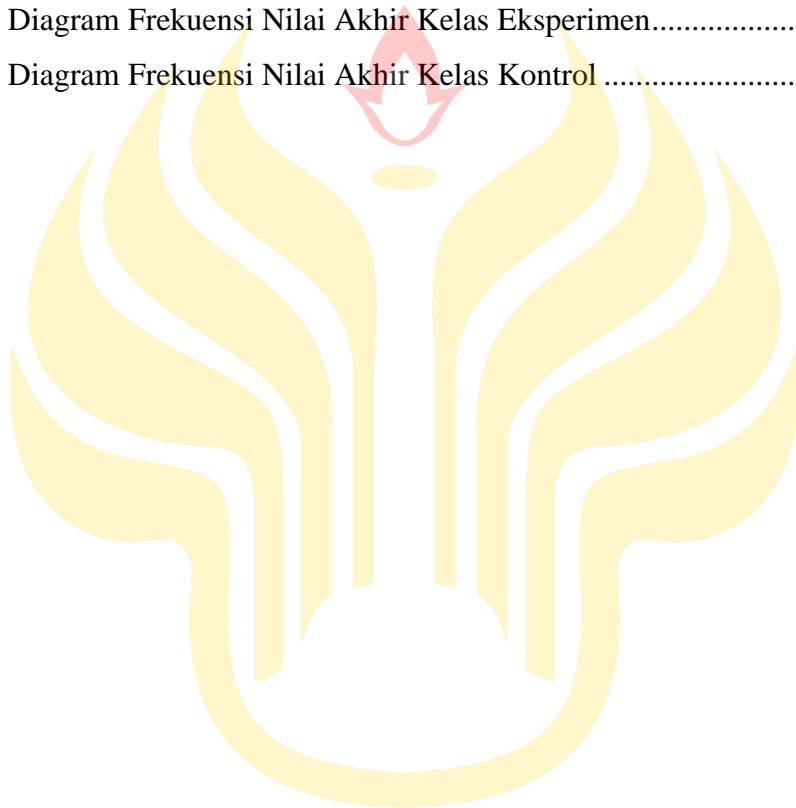 Diagram Frekuensi Nilai Akhir Kelas Eksperimen.................
Diagram Frekuensi Nilai Akhir Kelas Kontrol .......................